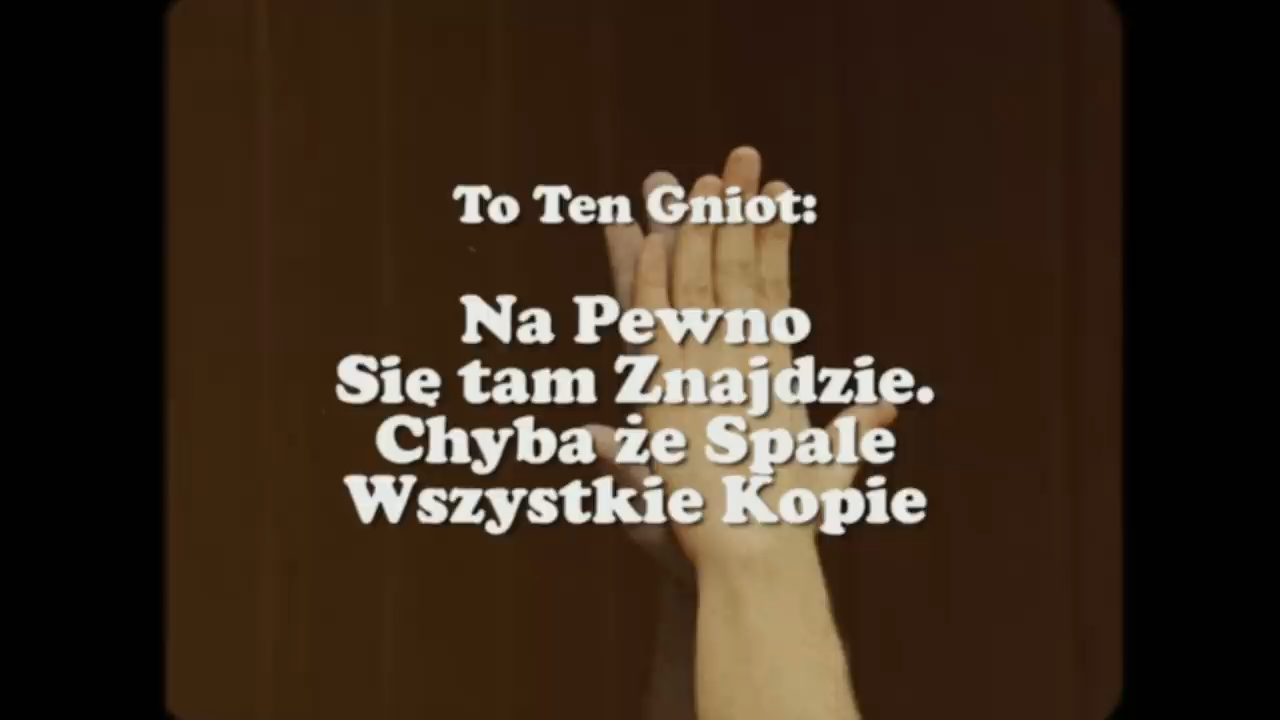 To Ten Gniot:
Na Pewno
Się tam Znajdzie.
Chyba że Spale
Wszystkie Kopie